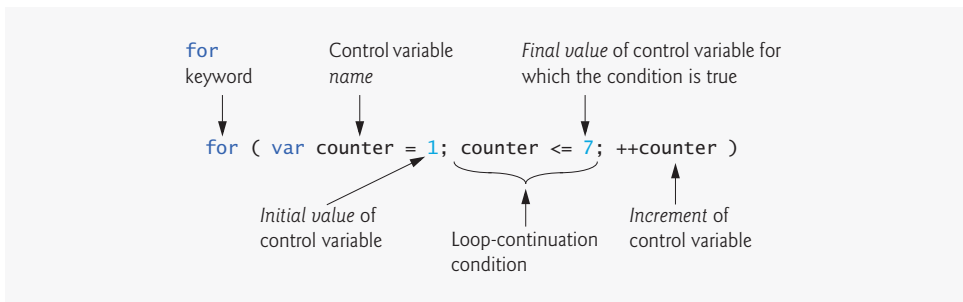 for
keyword
Control variable
name
Final value of control variable for
which the condition is true
for ( var counter = 1; counter <= 7; ++counter )
Initial value of
control variable
Loop-continuation
condition
Increment of
control variable